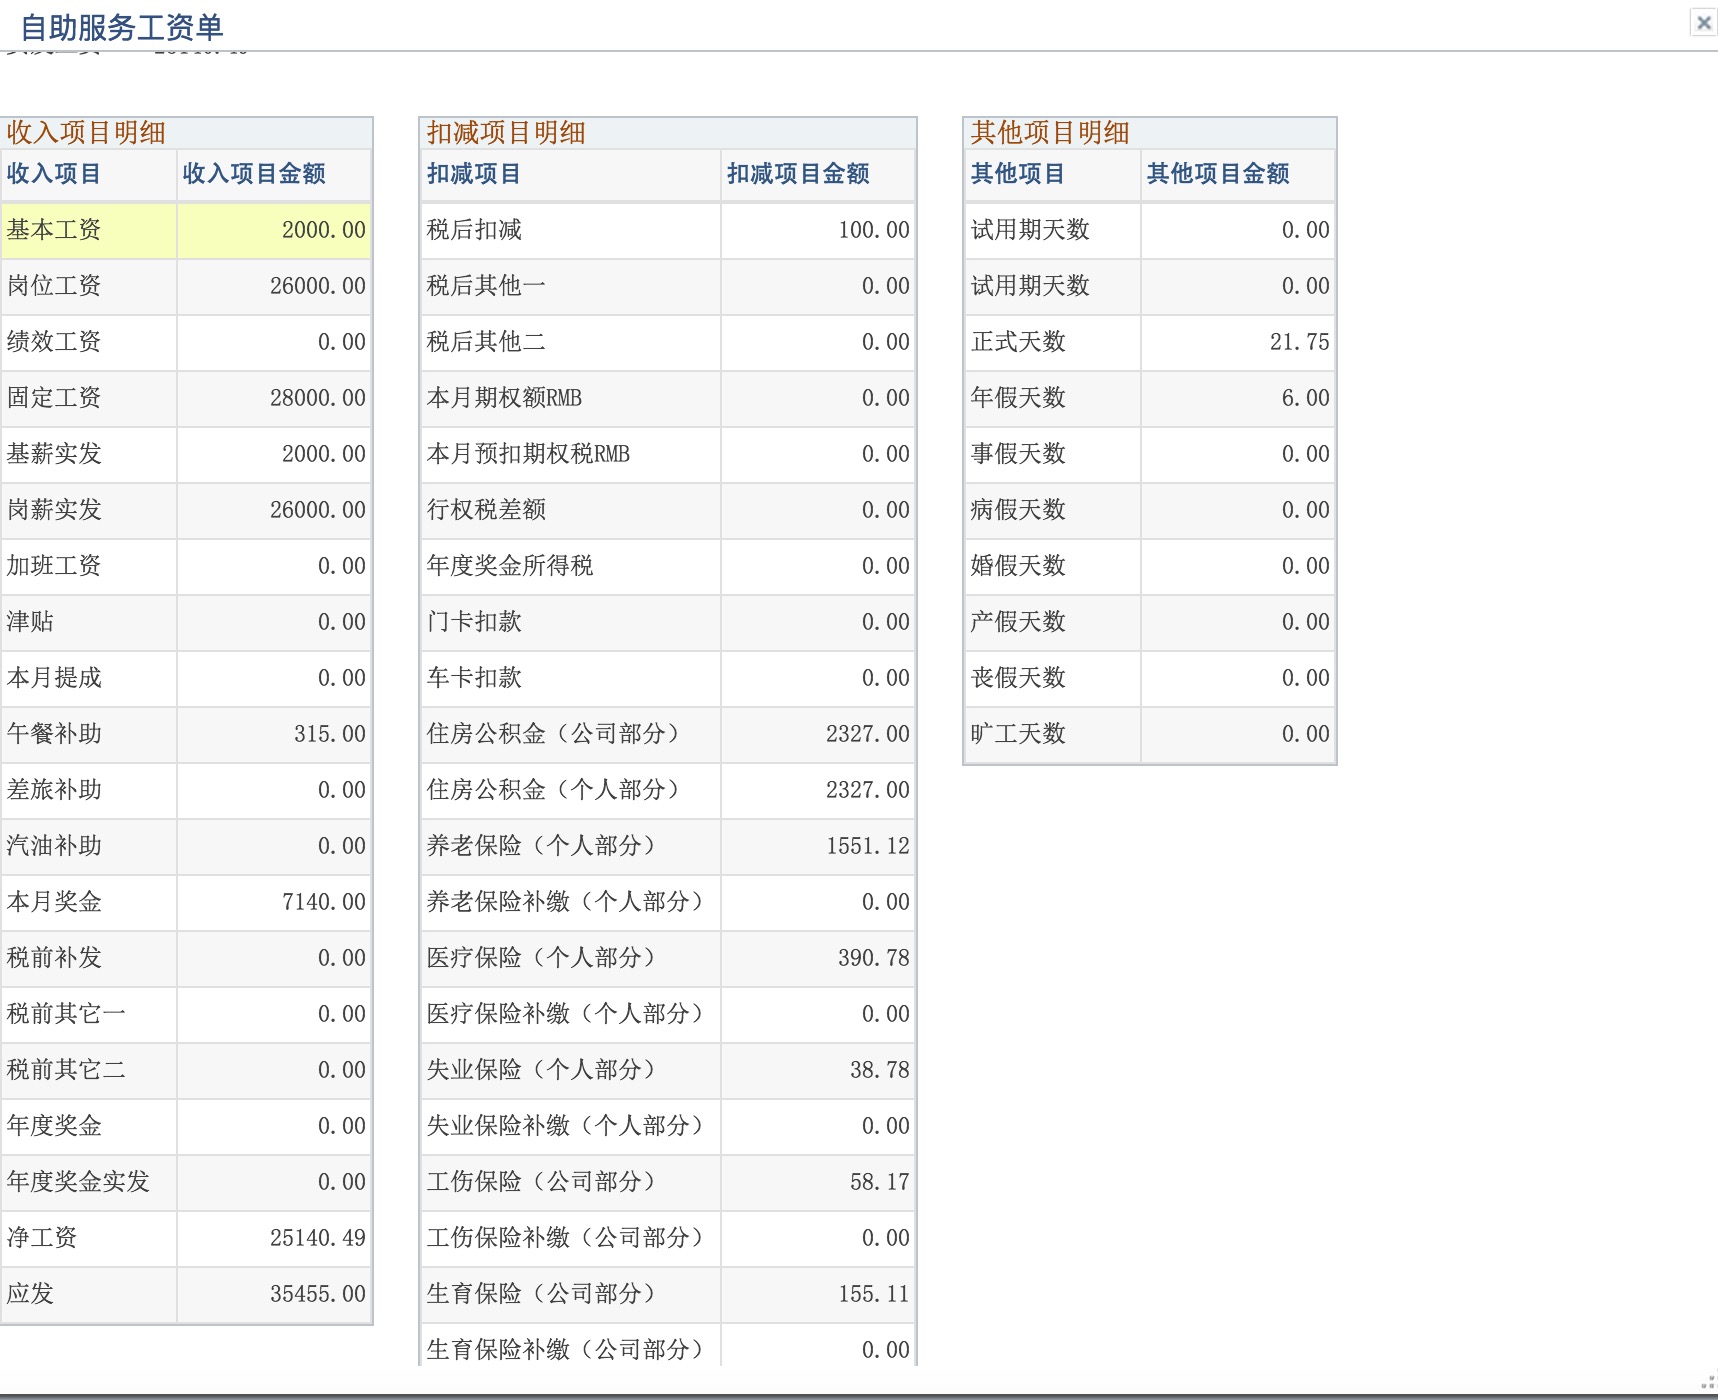 自助服务工资单
收入项目明细
收入项目 收入项目金额
基本工资 2000.00
岗位工资 26000.00
绩效工资 0.00
固定工资 28000.00
基薪实发 2000.00
岗薪实发 26000.00
加班工资 0.00
津贴 0.00
本月提成 0.00
午餐补助 315.00
差旅补助 0.00
汽油补助 0.00
本月奖金 7140.00
税前补发 0.00
税前其它一 0.00
税前其它二 0.00
年度奖金 0.00
年度奖金实发 0.00
净工资 25140.49
应发 35455.00
扣减项目明细
扣减项目 扣减项目金额
税后扣减 100.00
税后其他一 0.00
税后其他二 0.00
本月期权额RMB 0.00
本月预扣期权税RMB 0.00
行权税差额 0.00
年度奖金所得税 0.00
门卡扣款 0.00
车卡扣款 0.00
住房公积金（公司部分） 2327.00
住房公积金（个人部分） 2327.00
养老保险（个人部分） 1551.12
养老保险补缴（个人部分） 0.00
医疗保险（个人部分） 390.78
医疗保险补缴（个人部分） 0.00
失业保险（个人部分） 38.78
失业保险补缴（个人部分） 0.00
工伤保险（公司部分） 58.17
工伤保险补缴（公司部分） 0.00
生育保险（公司部分） 155.11
生育保险补缴（公司部分） 0.00
其他项目明细
其他项目 其他项目金额
试用期天数 0.00
试用期天数 0.00
正式天数 21.75
年假天数 6.00
事假天数 0.00
病假天数 0.00
婚假天数 0.00
产假天数 0.00
丧假天数 0.00
旷工天数 0.00